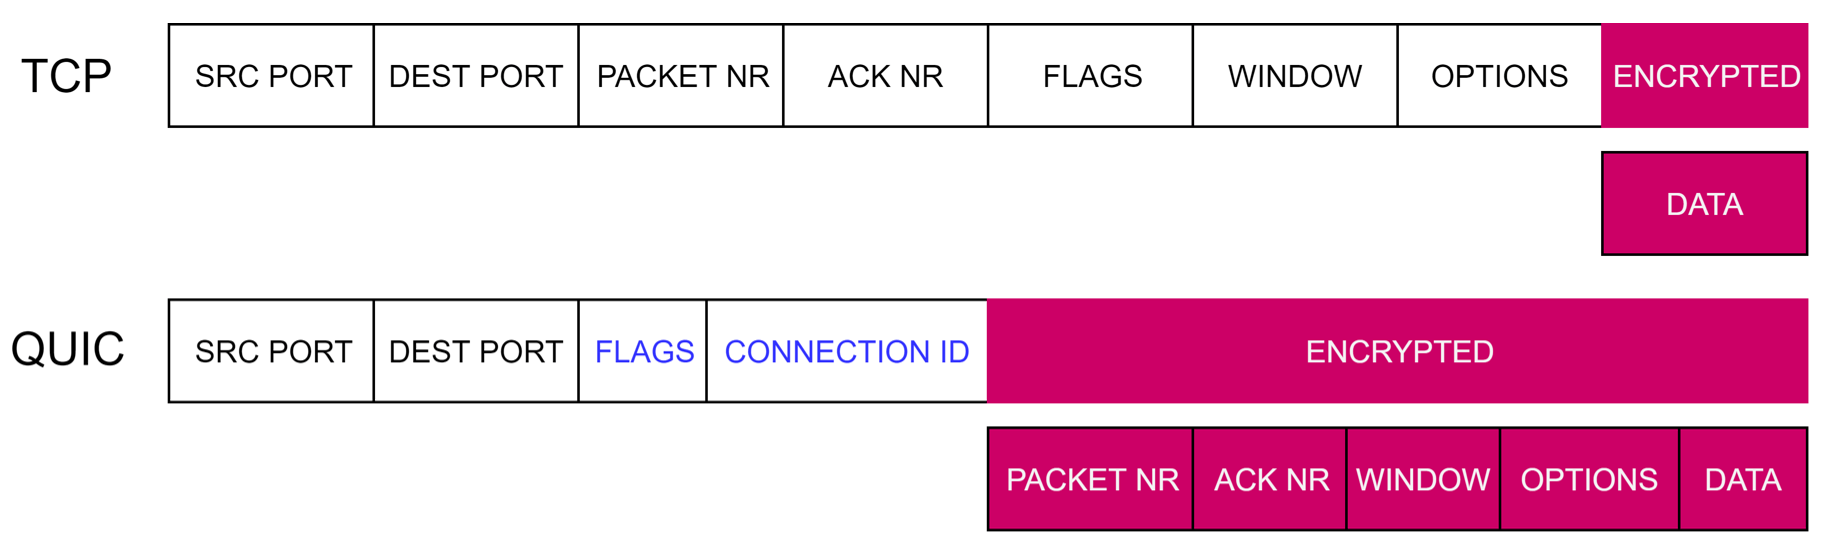 TCP SRC PORT DEST PORT PACKET NR ACK NR FLAGS WINDOW OPTIONS ENCRYPTED
DATA
QUIC SRC PORT DEST PORT FLAGS CONNECTION ID ENCRYPTED
PACKET NR ACK NR WINDOW OPTIONS DATA